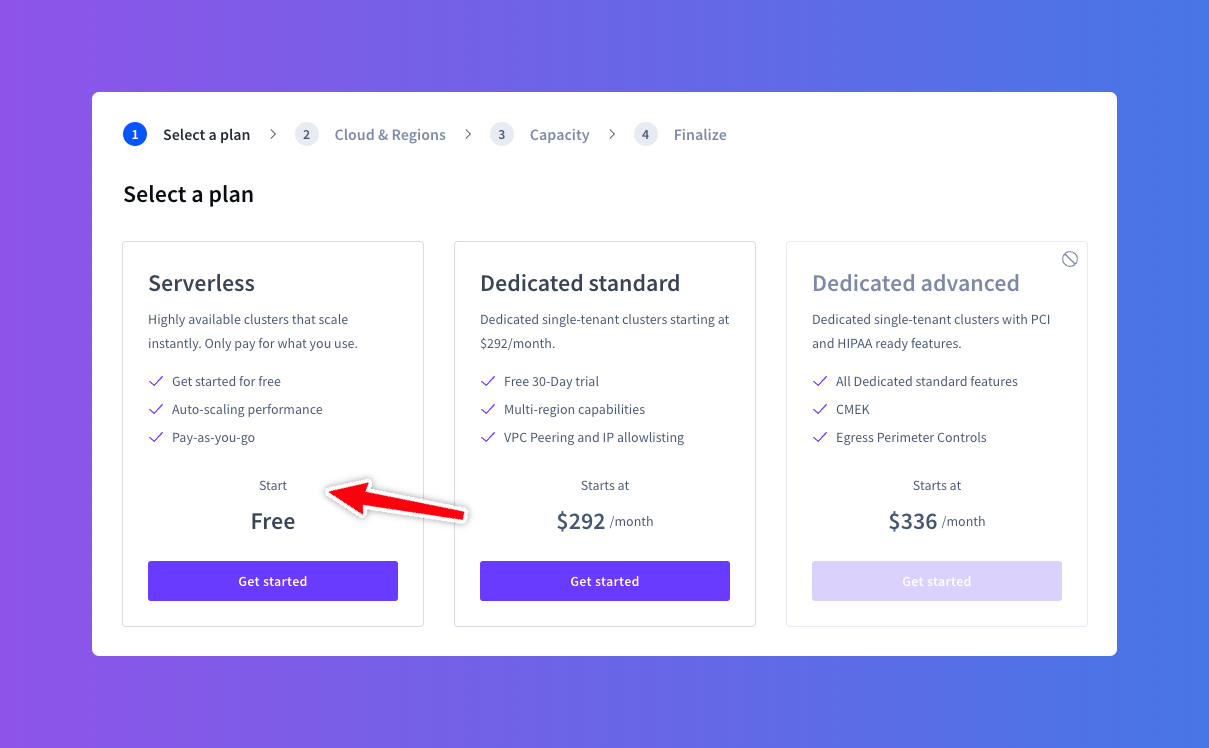 1 Select a plan > 2 Cloud & Regions > 3 Capacity > 4 Finalize
Select a plan
Serverless
Highly available clusters that scale
instantly. Only pay for what you use.
Get started for free
Auto-scaling performance
Pay-as-you-go
Start
Free
Get started
Dedicated standard
Dedicated single-tenant clusters starting at
$292/month.
Free 30-Day trial
Multi-region capabilities
VPC Peering and IP allowlisting
Starts at
$292 /month
Get started
Dedicated advanced
Dedicated single-tenant clusters with PCI
and HIPAA ready features.
All Dedicated standard features
CMEK
Egress Perimeter Controls
Starts at
$336 /month
Get started